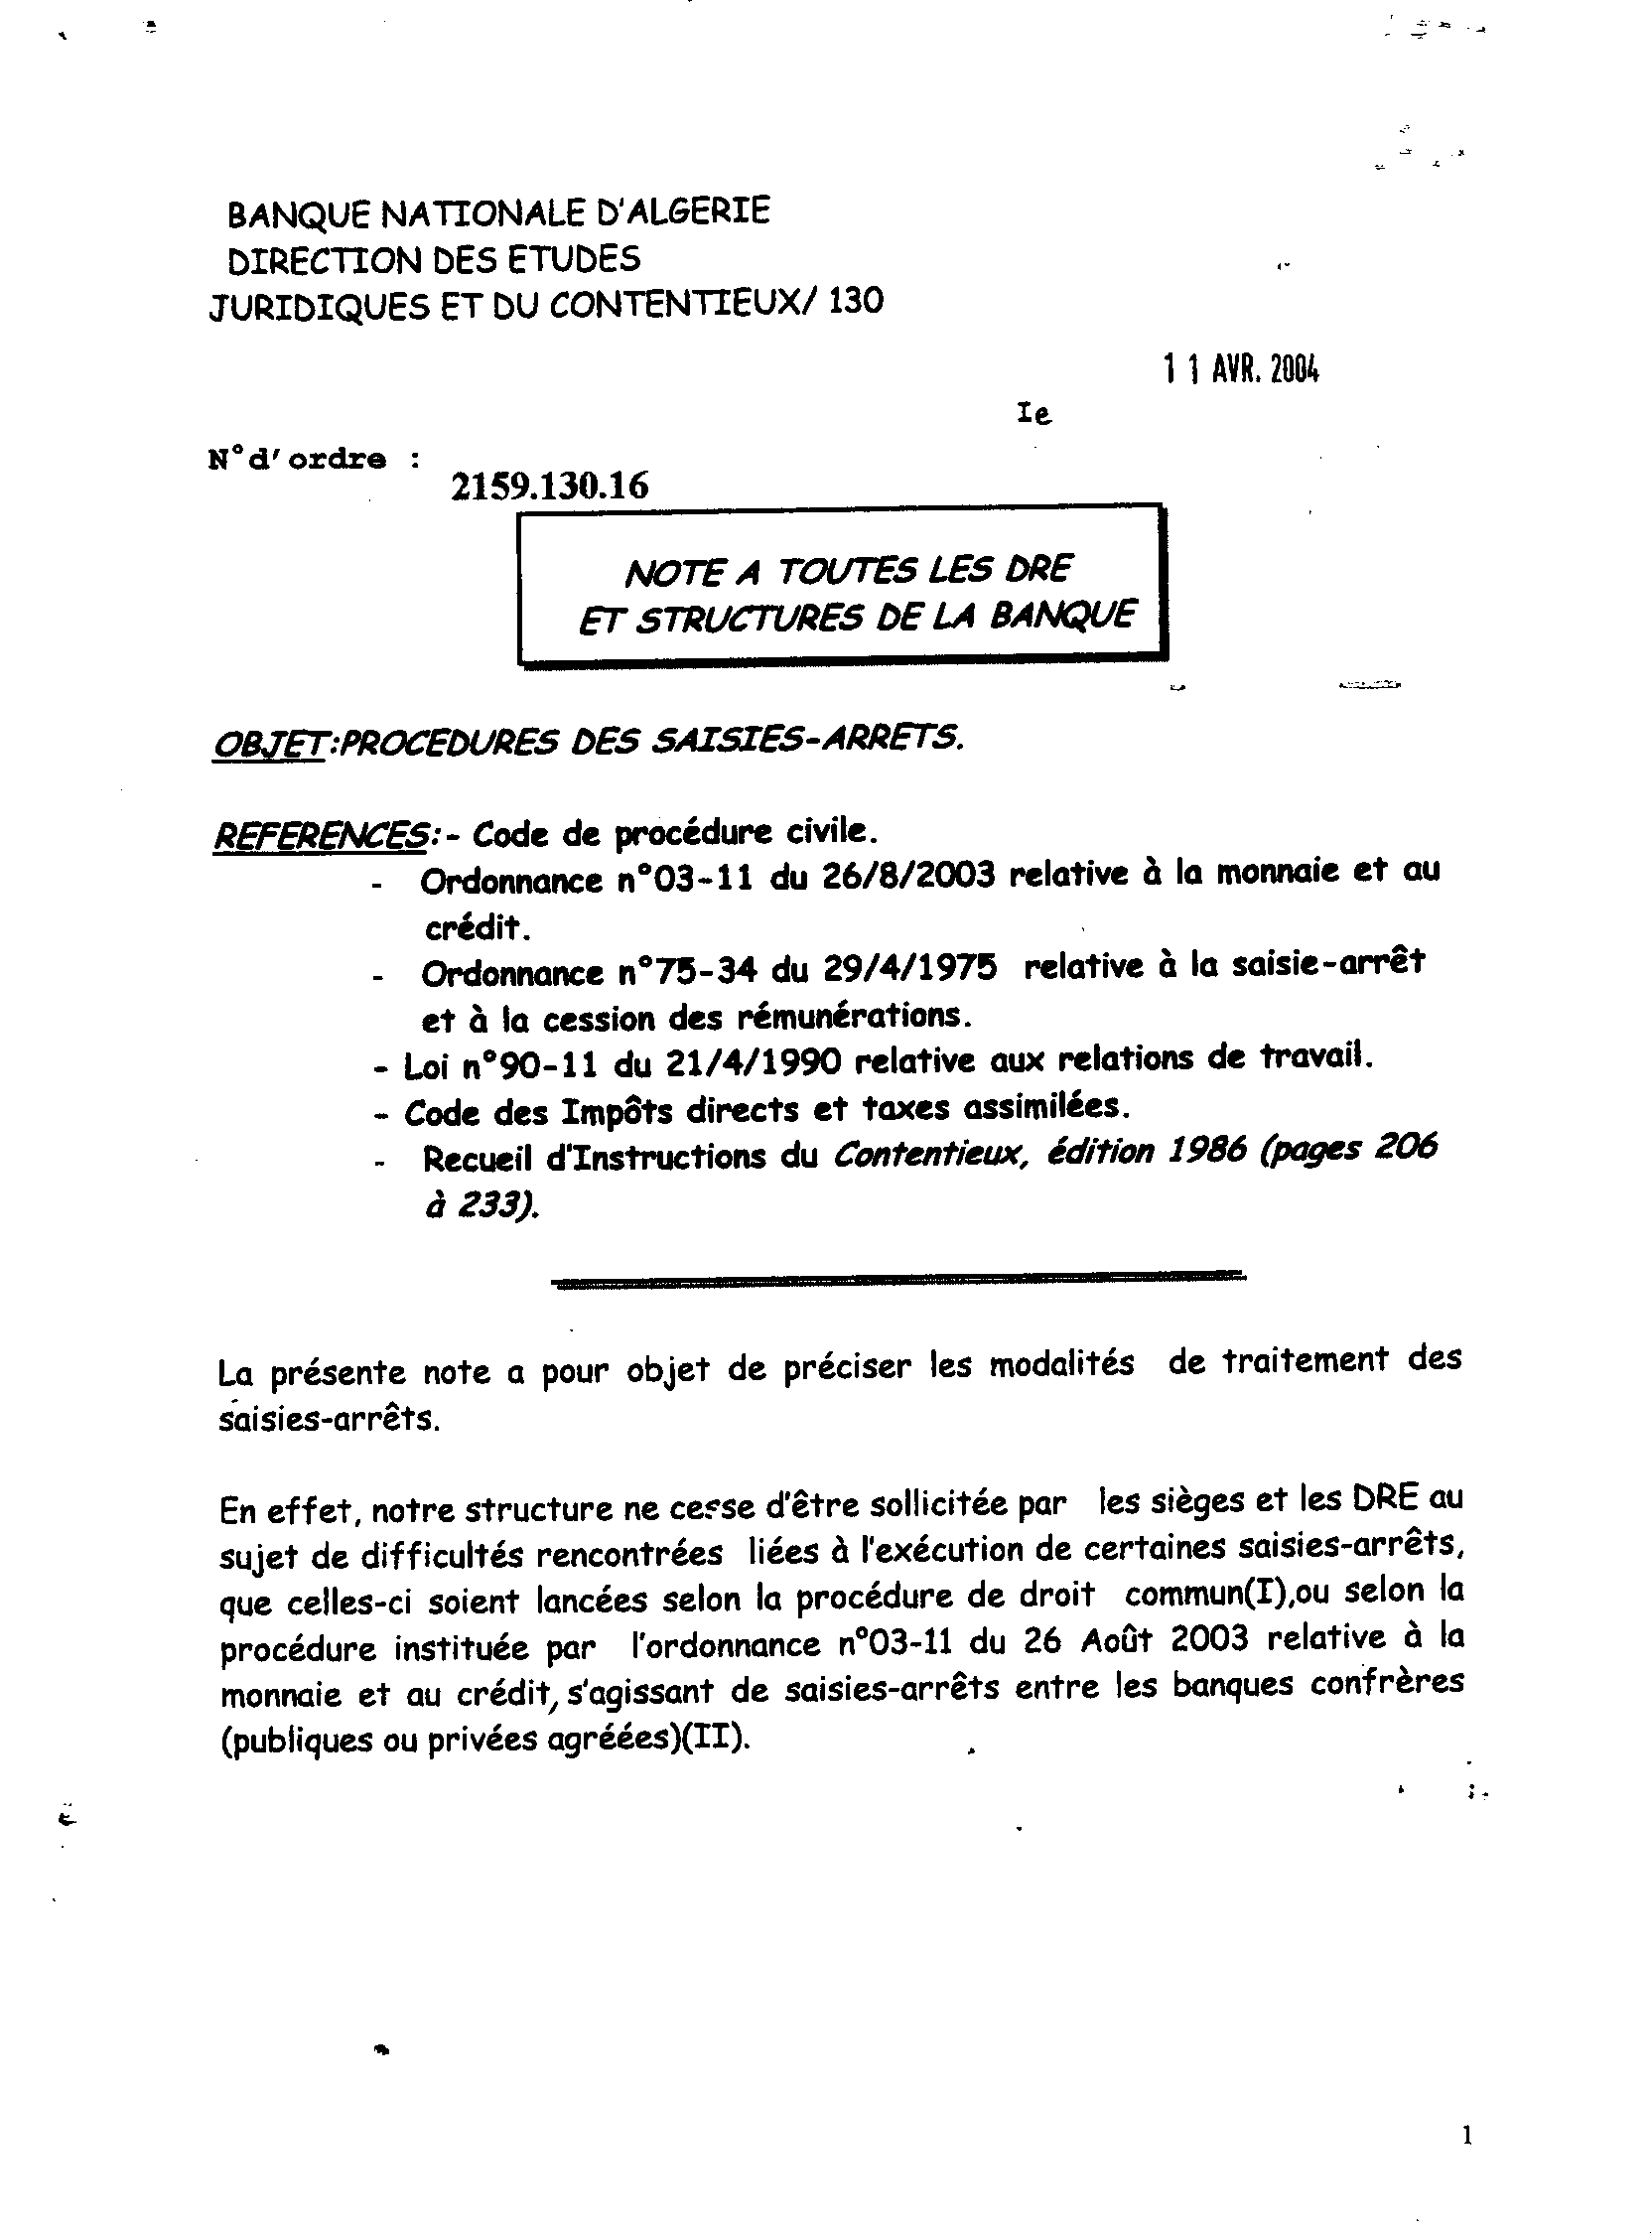 BANQUE NATIONALE D'ALGERIE
DIRECTION DES ETUDES
JURIDIQUES ET DU CONTENTIEUX/ 130
1 1 AVR. 2004
Ie
N°d'ordre :
2159.130.16
NOTE A TOUTES LES DRE
ET STRUCTURES DE LA BANQUE
OBJET:PROCEDURES DES SAISIES-ARRETS.
REFERENCES:- Code de procédure civile.
- Ordonnance n°03-11 du 26/8/2003 relative à la monnaie et au
crédit.
- Ordonnance n°75-34 du 29/4/1975 relative à la saisie-arrêt
et à la cession des rémunérations.
- Loi n°90-11 du 21/4/1990 relative aux relations de travail.
- Code des Impôts directs et taxes assimilées.
- Recueil d'Instructions du Contentieux, édition 1986 (pages 206
à 233).
La présente note a pour objet de préciser les modalités de traitement des
saisies-arrêts.
En effet, notre structure ne cesse d'être sollicitée par les sièges et les DRE au
sujet de difficultés rencontrées liées à l'exécution de certaines saisies-arrêts,
que celles-ci soient lancées selon la procédure de droit commun(I),ou selon la
procédure instituée par l'ordonnance n°03-11 du 26 Août 2003 relative à la
monnaie et au crédit, s'agissant de saisies-arrêts entre les banques confrères
(publiques ou privées agréées)(II).
1